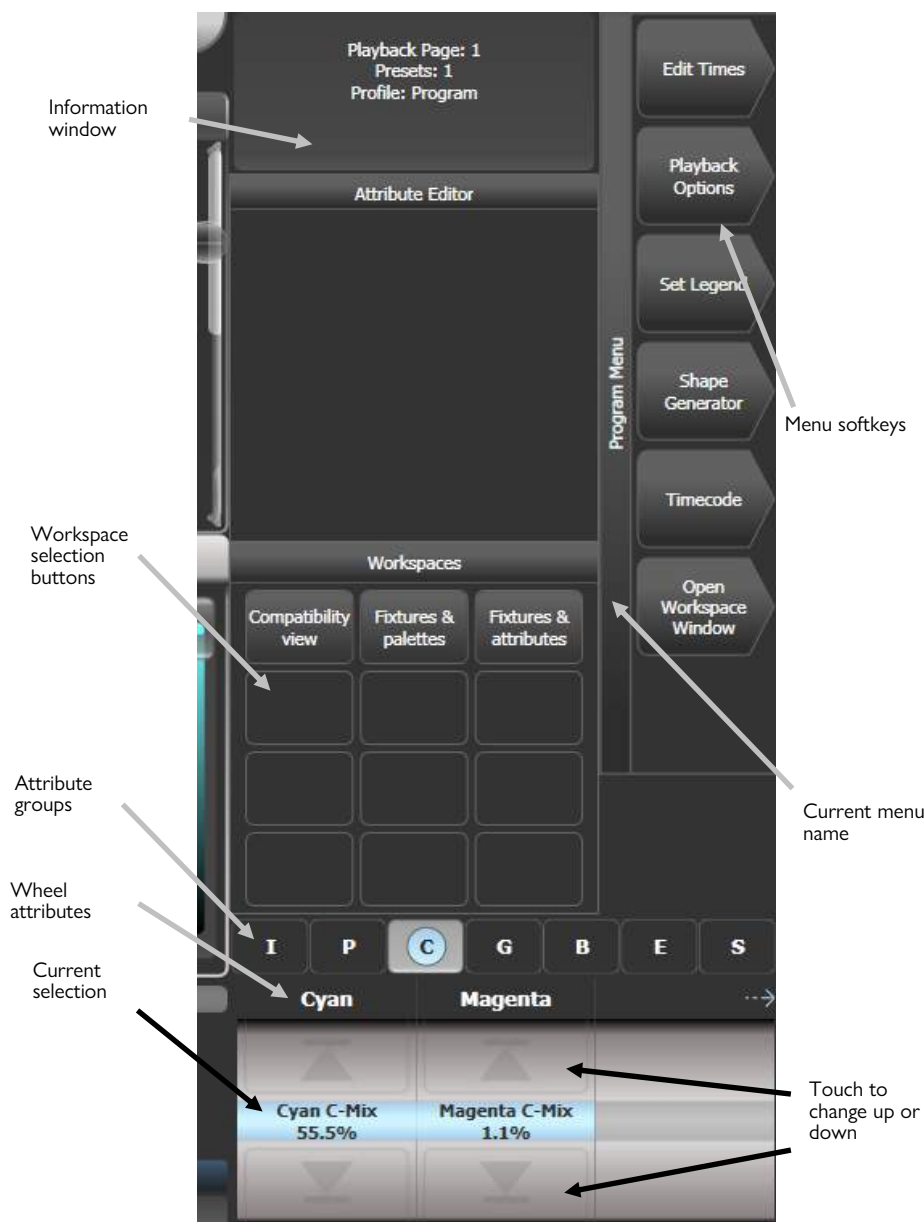 Playback Page: 1
Presets: 1
Profile: Program
Edit Times
Information
window
Playback
Options
Attribute Editor
Set Legend
Program Menu
Shape
Generator
Menu softkeys
Timecode
Workspace
selection
buttons
Workspaces
Open
Workspace
Window
Compatibility
view
Fixtures &
palettes
Fixtures &
attributes
Attribute
groups
Current menu
name
Wheel
attributes
I P C G B E S
Current
selection
Cyan
Magenta
Cyan C-Mix
55.5%
Magenta C-Mix
1.1%
Touch to
change up or
down